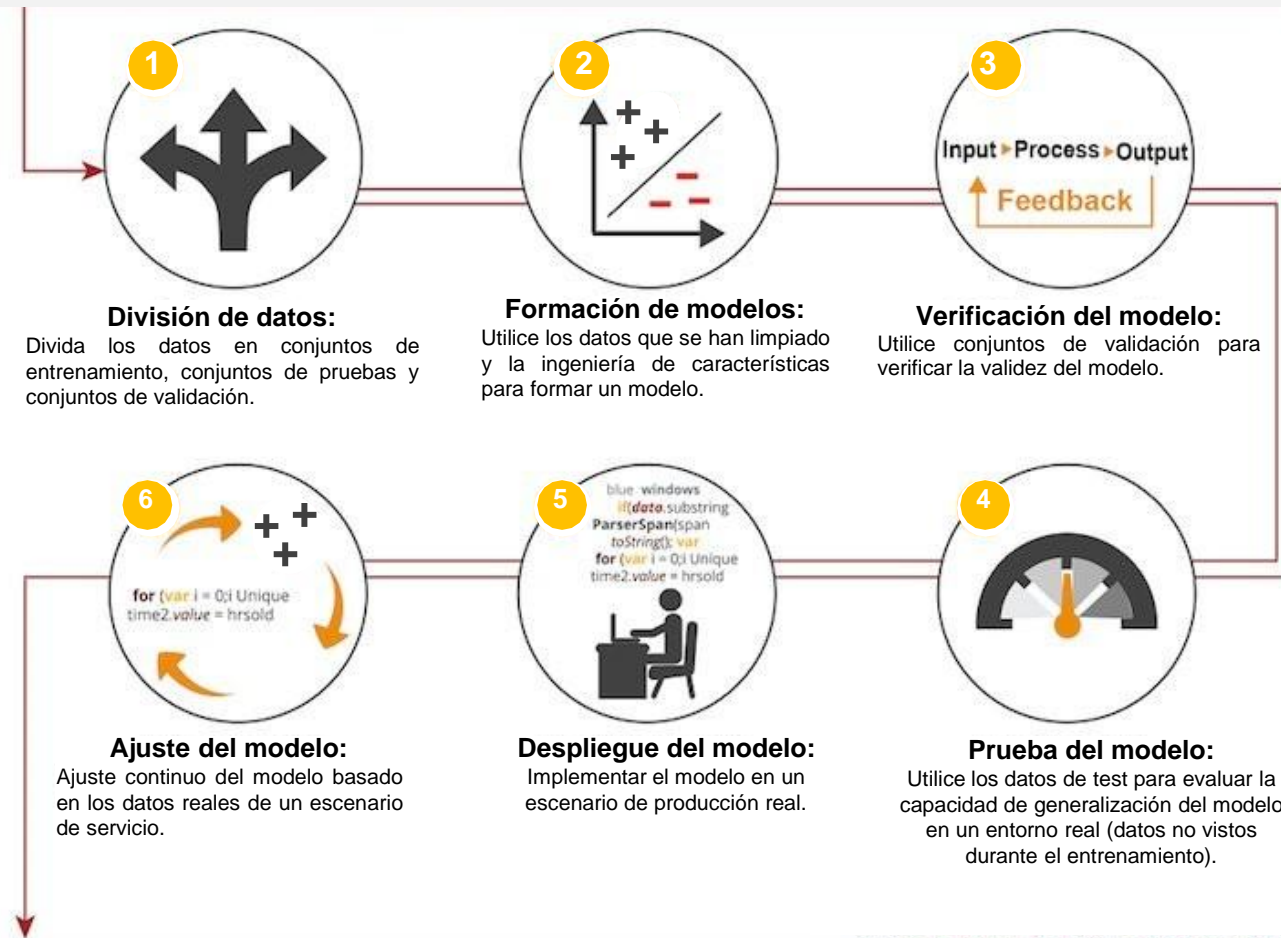 1
División de datos:
Divida los datos en conjuntos de
entrenamiento, conjuntos de pruebas y
conjuntos de validación.
2
Formación de modelos:
Utilice los datos que se han limpiado
y la ingeniería de características
para formar un modelo.
3
Input Process Output
Feedback
Verificación del modelo:
Utilice conjuntos de validación para
verificar la validez del modelo.
4
Prueba del modelo:
Utilice los datos de test para evaluar la
capacidad de generalización del modelo
en un entorno real (datos no vistos
durante el entrenamiento).
5
blue windows
if(data.substring
ParserSpan(span
toString(); var
for (var i = 0;i Unique
time2.value = hrsold
Despliegue del modelo:
Implementar el modelo en un
escenario de producción real.
6
for (var i = 0;i Unique
time2.value = hrsold
Ajuste del modelo:
Ajuste continuo del modelo basado
en los datos reales de un escenario
de servicio.